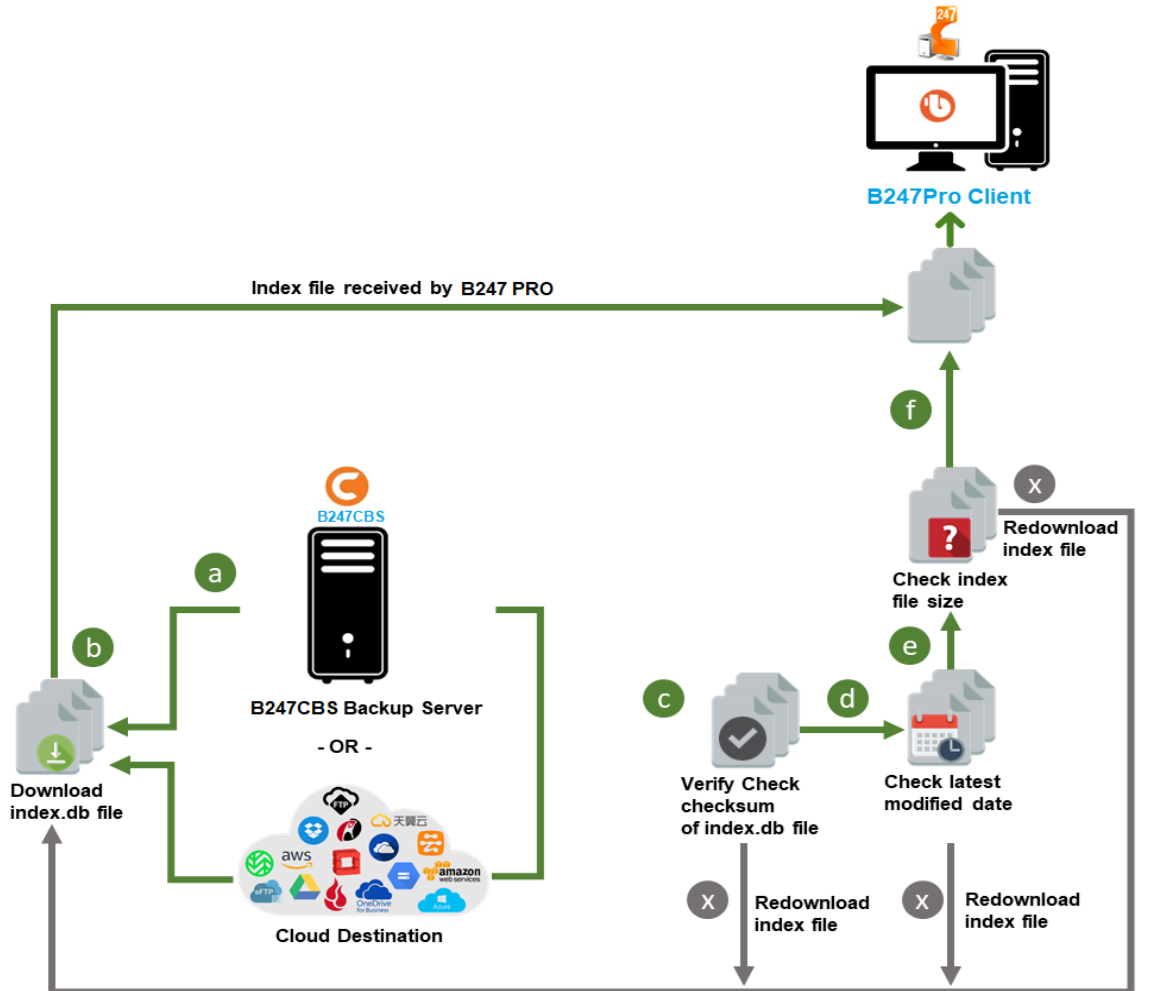 247
B247Pro Client
Index file received by B247 PRO
f
x
Redownload
index file
Check index
file size
B247CBS
a
b
B247CBS Backup Server
- OR -
Download
index.db file
c
d
e
Verify Check
checksum
of index.db file
Check latest
modified date
FTP
天翼云
aws
amazon
web services
sFTP
OneDrive
for Business
Azure
Cloud Destination
x
Redownload
index file
x
Redownload
index file